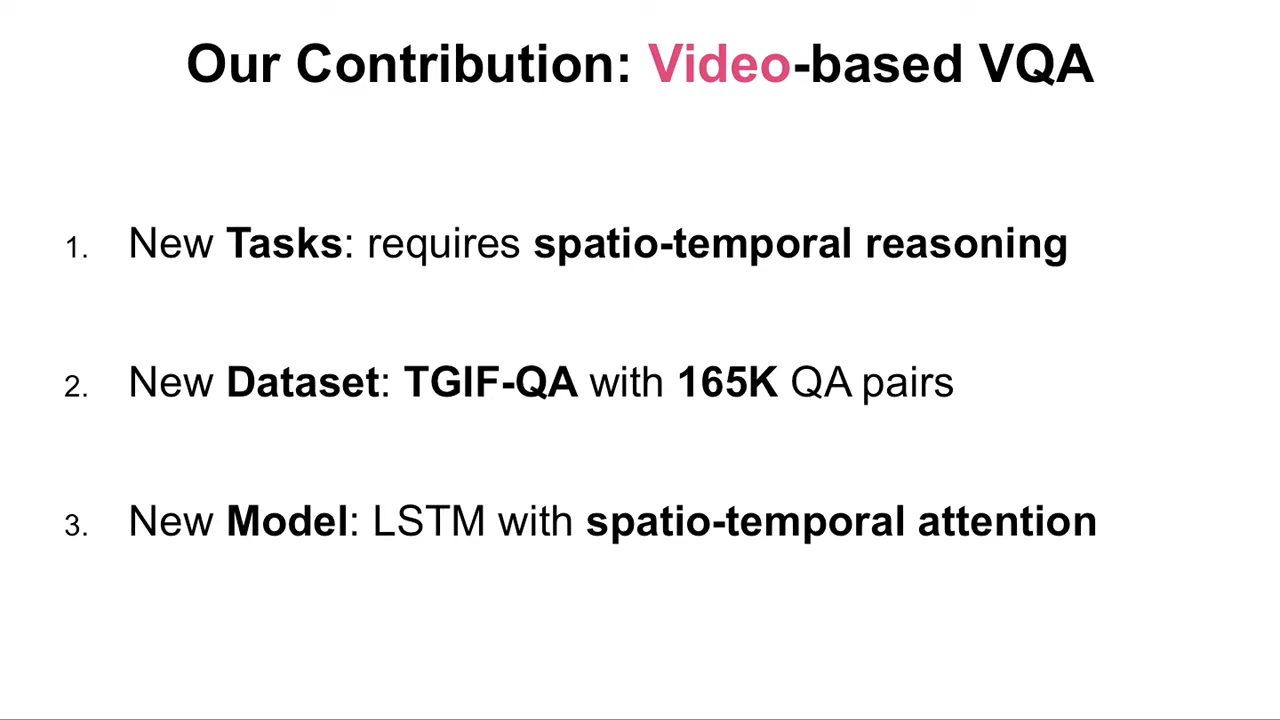 Our Contribution: Video-based VQA
1. New Tasks: requires spatio-temporal reasoning
2. New Dataset: TGIF-QA with 165K QA pairs
3. New Model: LSTM with spatio-temporal attention